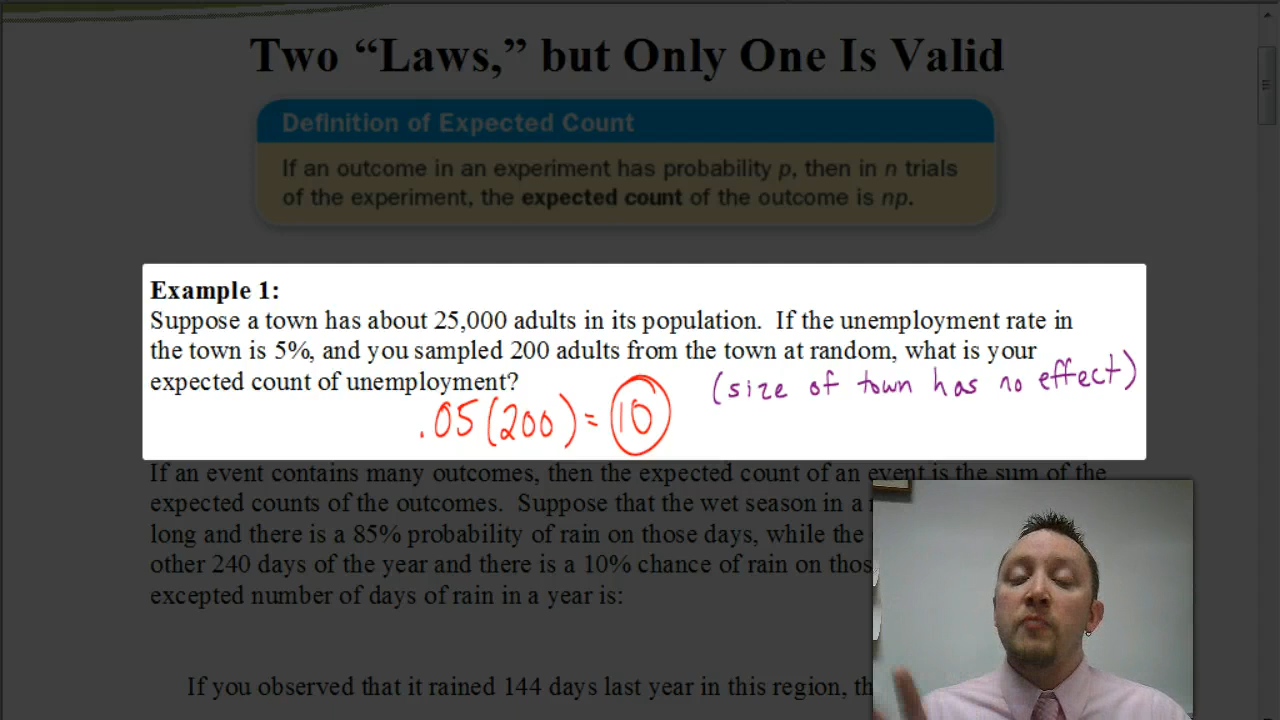 Two “Laws,” but Only One Is Valid
Definition of Expected Count
If an outcome in an experiment has probability p, then in n trials
of the experiment, the expected count of the outcome is np.
Example 1:
Suppose a town has about 25,000 adults in its population. If the unemployment rate in
the town is 5%, and you sampled 200 adults from the town at random, what is your
expected count of unemployment?
(size of town has no effect)
.05(200) = 10
If an event contains many outcomes, then the expected count of an event is the sum of the
expected counts of the outcomes. Suppose that the wet season in a
long and there is a 85% probability of rain on those days, while the
other 240 days of the year and there is a 10% chance of rain on
excepted number of days of rain in a year is:
If you observed that it rained 144 days last year in this region,